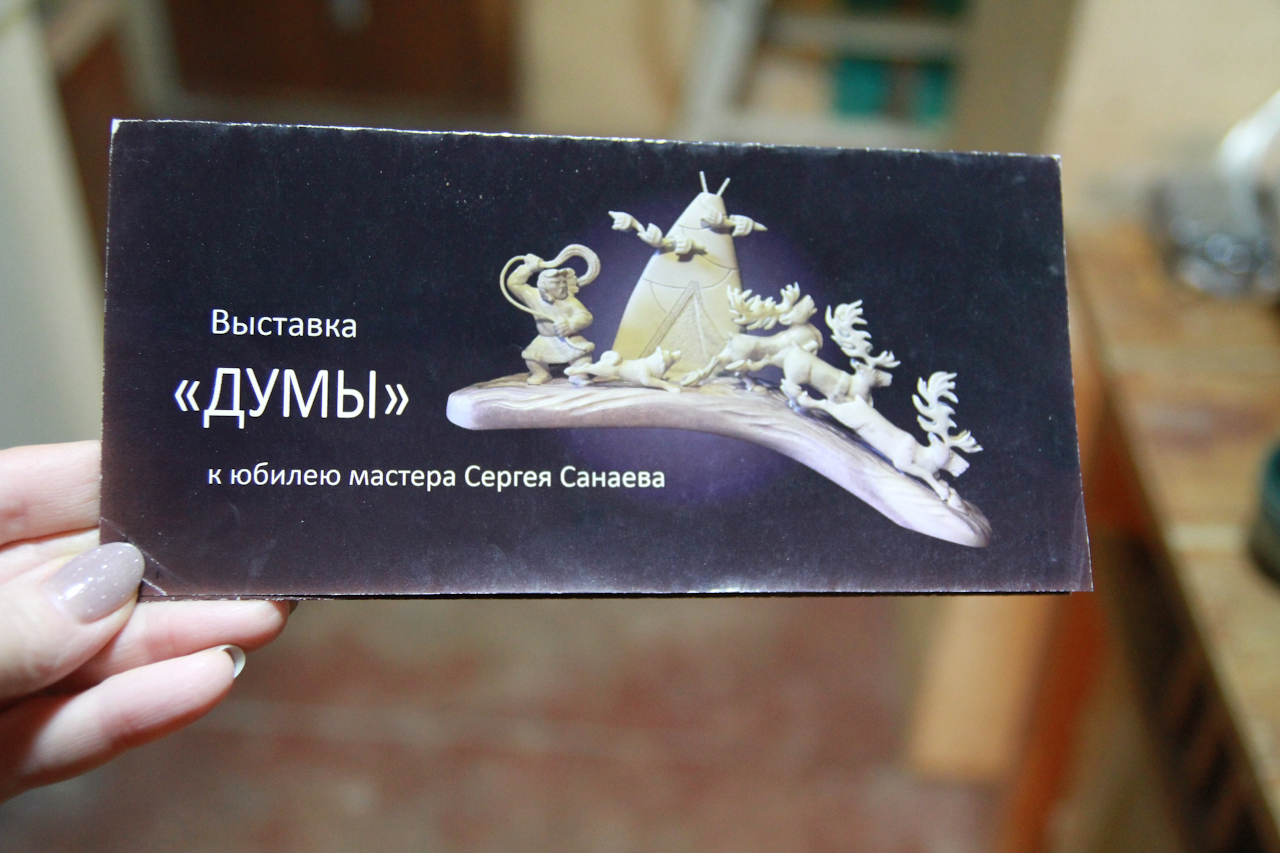 Выставка
«ДУМЫ»
к юбилею мастера Сергея Санаева